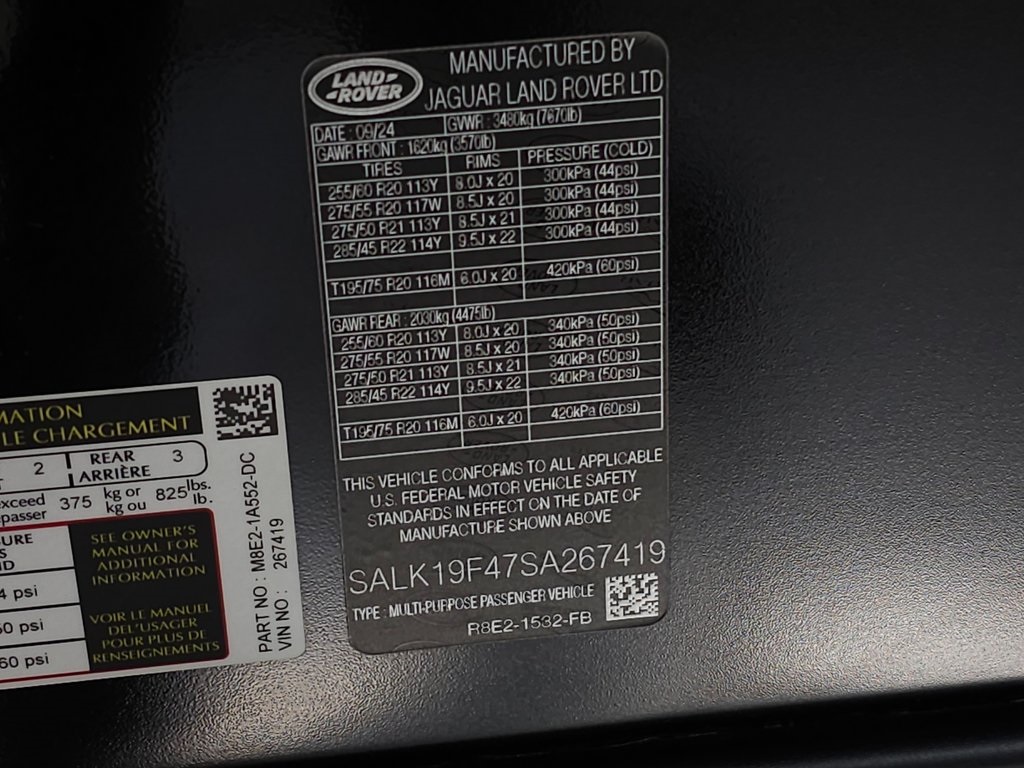 LAND
ROVER
MANUFACTURED BY
JAGUAR LAND ROVER LTD
DATE : 09/24 GVWR : 3480kg (7670lb)
GAWR FRONT : 1620kg (3570lb)
TIRES RIMS PRESSURE (COLD)
255/60 R20 113Y 8.0J x 20 300kPa (44psi)
275/55 R20 117W 8.5J x 20 300kPa (44psi)
275/50 R21 113Y 8.5J x 21 300kPa (44psi)
285/45 R22 114Y 9.5J x 22 300kPa (44psi)
T195/75 R20 116M 6.0J x 20 420kPa (60psi)
GAWR REAR : 2030kg (4475lb)
255/60 R20 113Y 8.0J x 20 340kPa (50psi)
275/55 R20 117W 8.5J x 20 340kPa (50psi)
275/50 R21 113Y 8.5J x 21 340kPa (50psi)
285/45 R22 114Y 9.5J x 22 340kPa (50psi)
T195/75 R20 116M 6.0J x 20 420kPa (60psi)
THIS VEHICLE CONFORMS TO ALL APPLICABLE
U.S. FEDERAL MOTOR VEHICLE SAFETY
STANDARDS IN EFFECT ON THE DATE OF
MANUFACTURE SHOWN ABOVE
SALK19F47SA267419
TYPE : MULTI-PURPOSE PASSENGER VEHICLE
R8E2-1532-FB
MATION
LE CHARGEMENT
2 REAR 3
ARRIÈRE
exceed 375 kg or 825 lbs.
passer kg ou lb.
URE
S
ID
4 psi
50 psi
60 psi
SEE OWNER'S
MANUAL FOR
ADDITIONAL
INFORMATION
VOIR LE MANUEL
DEL'USAGER
POUR PLUS DE
RENSEIGNEMENTS
PART NO : M8E2-1A552-DC
VIN NO : 267419